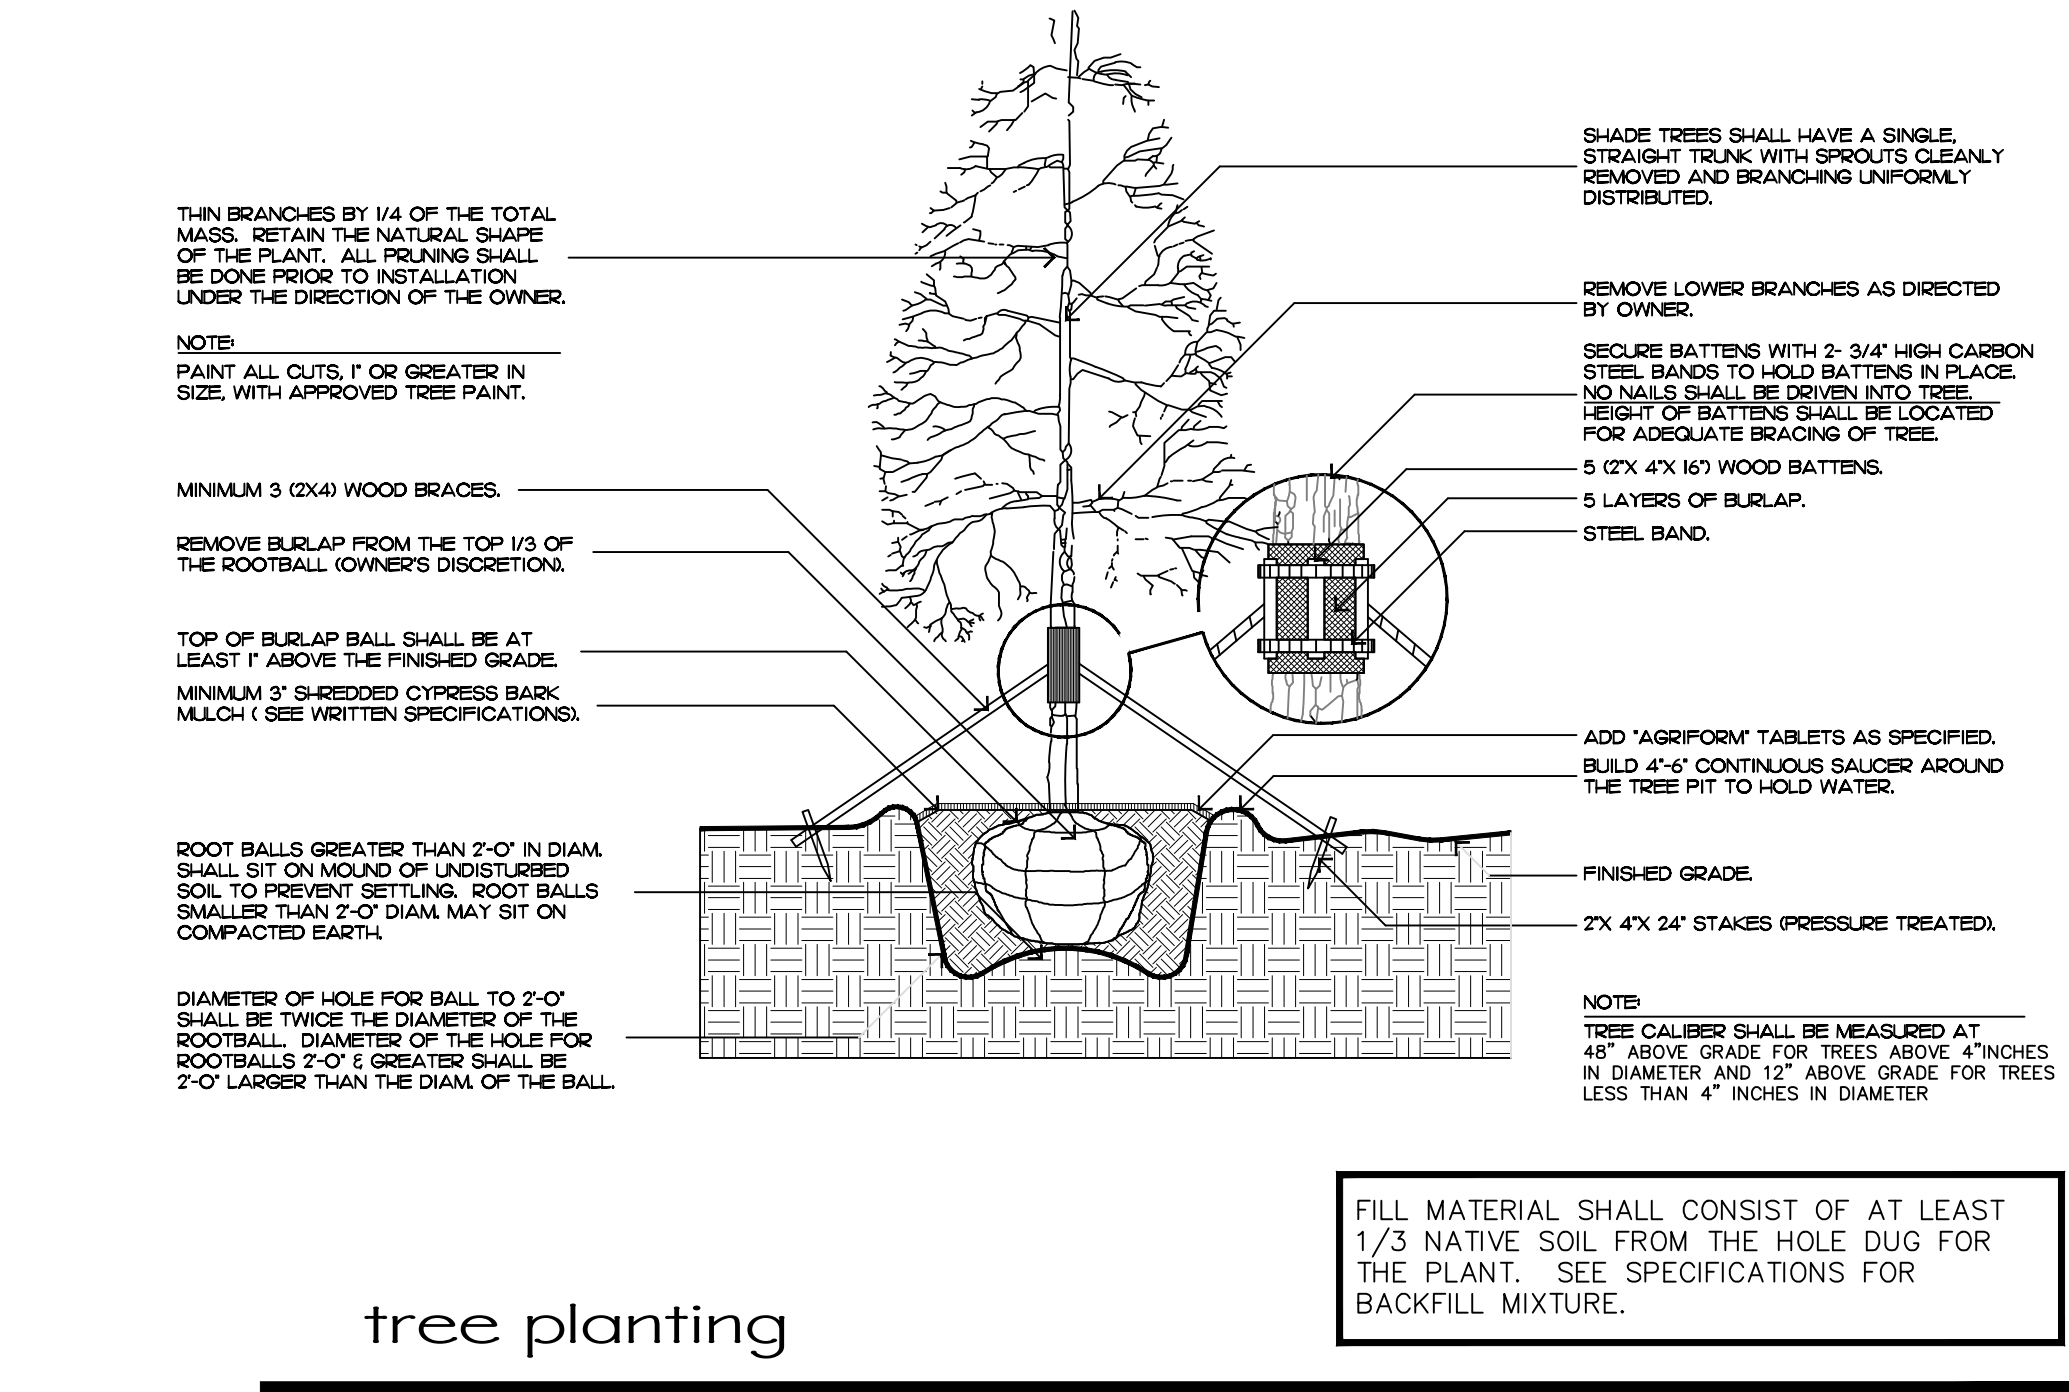 THIN BRANCHES BY 1/4 OF THE TOTAL
MASS. RETAIN THE NATURAL SHAPE
OF THE PLANT. ALL PRUNING SHALL
BE DONE PRIOR TO INSTALLATION
UNDER THE DIRECTION OF THE OWNER.
NOTE:
PAINT ALL CUTS, 1" OR GREATER IN
SIZE, WITH APPROVED TREE PAINT.
MINIMUM 3 (2X4) WOOD BRACES.
REMOVE BURLAP FROM THE TOP 1/3 OF
THE ROOTBALL (OWNER'S DISCRETION).
TOP OF BURLAP BALL SHALL BE AT
LEAST 1" ABOVE THE FINISHED GRADE.
MINIMUM 3" SHREDDED CYPRESS BARK
MULCH ( SEE WRITTEN SPECIFICATIONS).
ROOT BALLS GREATER THAN 2'-0" IN DIAM.
SHALL SIT ON MOUND OF UNDISTURBED
SOIL TO PREVENT SETTLING. ROOT BALLS
SMALLER THAN 2'-0" DIAM. MAY SIT ON
COMPACTED EARTH.
DIAMETER OF HOLE FOR BALL TO 2'-0"
SHALL BE TWICE THE DIAMETER OF THE
ROOTBALL. DIAMETER OF THE HOLE FOR
ROOTBALLS 2'-0" & GREATER SHALL BE
2'-0" LARGER THAN THE DIAM. OF THE BALL.
SHADE TREES SHALL HAVE A SINGLE,
STRAIGHT TRUNK WITH SPROUTS CLEANLY
REMOVED AND BRANCHING UNIFORMLY
DISTRIBUTED.
REMOVE LOWER BRANCHES AS DIRECTED
BY OWNER.
SECURE BATTENS WITH 2- 3/4" HIGH CARBON
STEEL BANDS TO HOLD BATTENS IN PLACE.
NO NAILS SHALL BE DRIVEN INTO TREE.
HEIGHT OF BATTENS SHALL BE LOCATED
FOR ADEQUATE BRACING OF TREE.
5 (2"X 4"X 16") WOOD BATTENS.
5 LAYERS OF BURLAP.
STEEL BAND.
ADD "AGRIFORM" TABLETS AS SPECIFIED.
BUILD 4"-6" CONTINUOUS SAUCER AROUND
THE TREE PIT TO HOLD WATER.
FINISHED GRADE.
2"X 4"X 24" STAKES (PRESSURE TREATED).
NOTE:
TREE CALIBER SHALL BE MEASURED AT
48" ABOVE GRADE FOR TREES ABOVE 4"INCHES
IN DIAMETER AND 12" ABOVE GRADE FOR TREES
LESS THAN 4" INCHES IN DIAMETER
FILL MATERIAL SHALL CONSIST OF AT LEAST
1/3 NATIVE SOIL FROM THE HOLE DUG FOR
THE PLANT. SEE SPECIFICATIONS FOR
BACKFILL MIXTURE.
tree planting